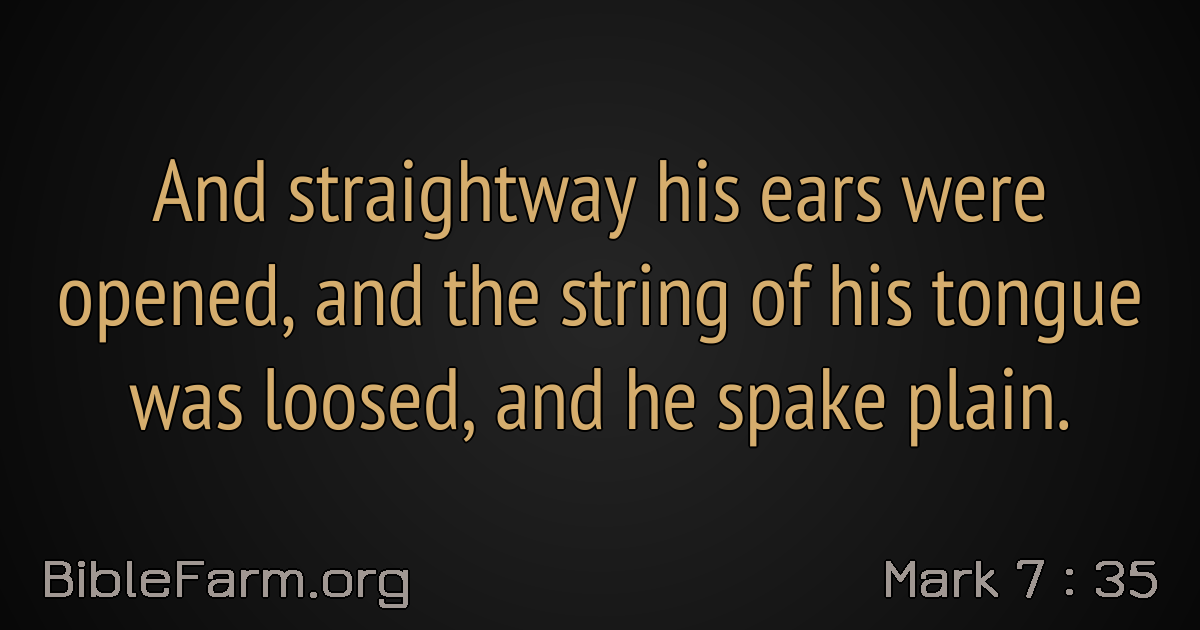 And straightway his ears were
opened, and the string of his tongue
was loosed, and he spake plain.
BibleFarm.org
Mark 7 : 35